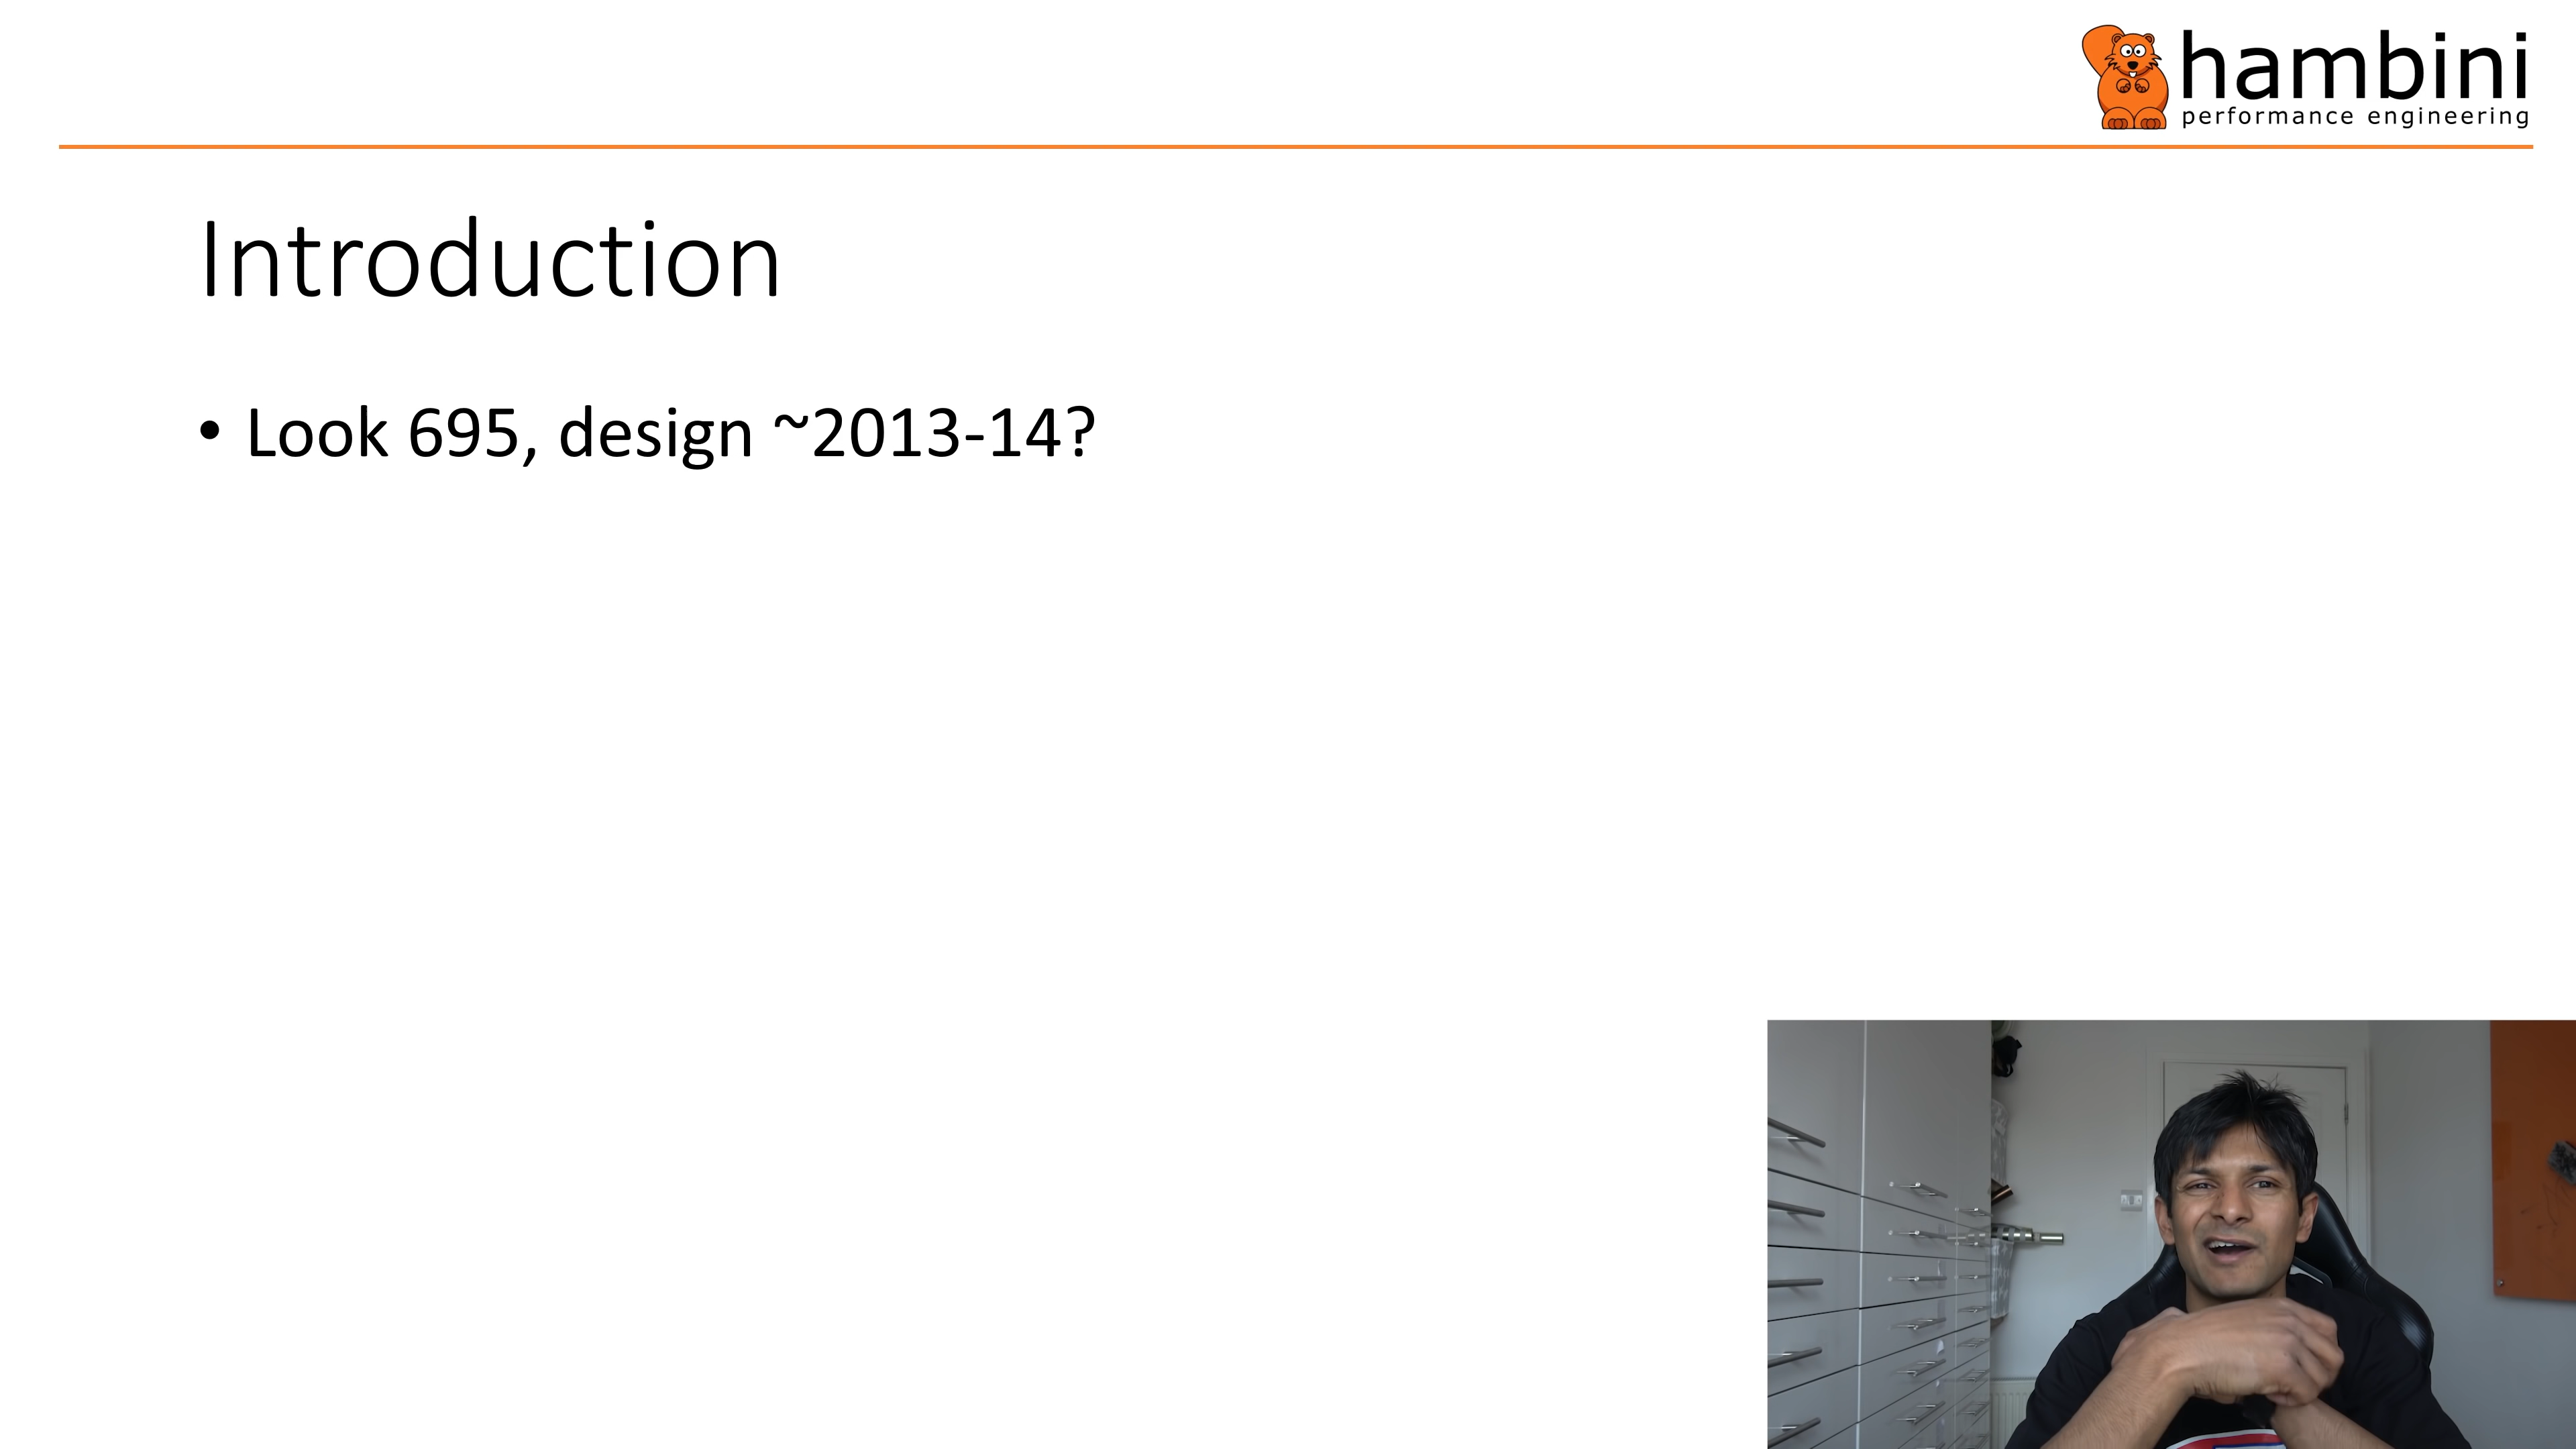 hambini
performance engineering
Introduction
• Look 695, design ~2013-14?